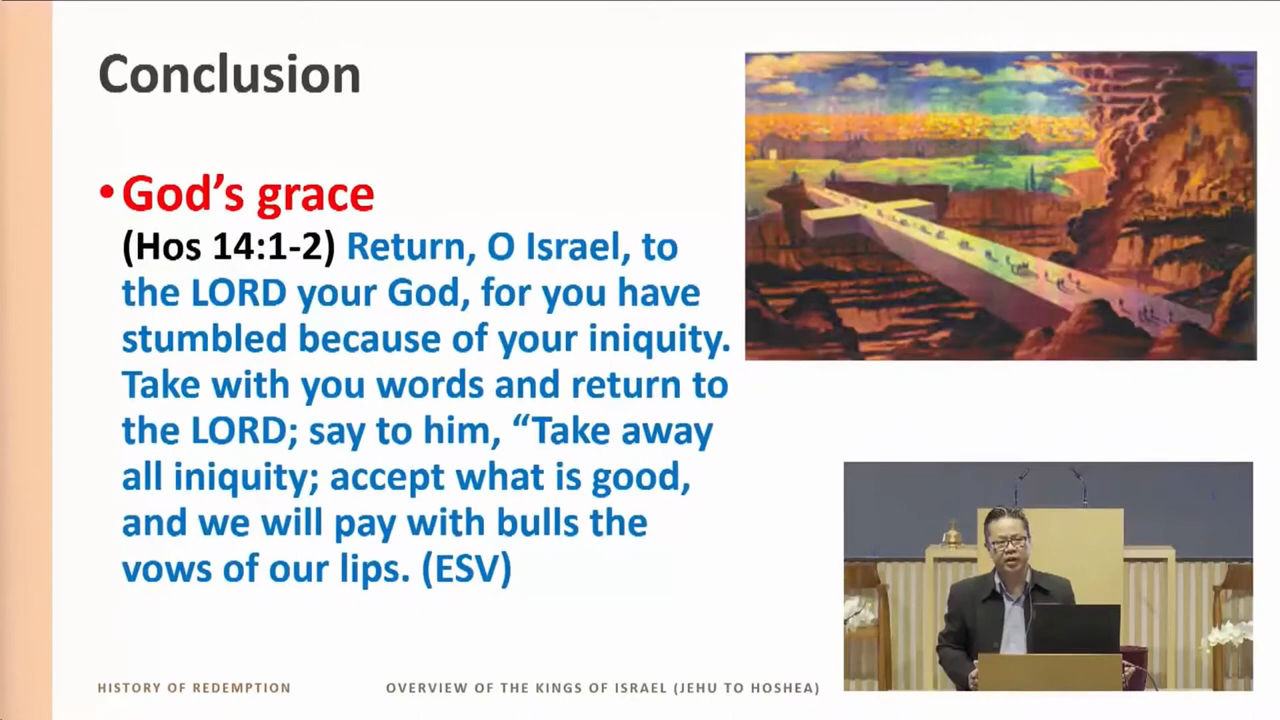 Conclusion
•God’s grace
(Hos 14:1-2) Return, O Israel, to
the LORD your God, for you have
stumbled because of your iniquity.
Take with you words and return to
the LORD; say to him, “Take away
all iniquity; accept what is good,
and we will pay with bulls the
vows of our lips. (ESV)
HISTORY OF REDEMPTION
OVERVIEW OF THE KINGS OF ISRAEL (JEHU TO HOSHEA)